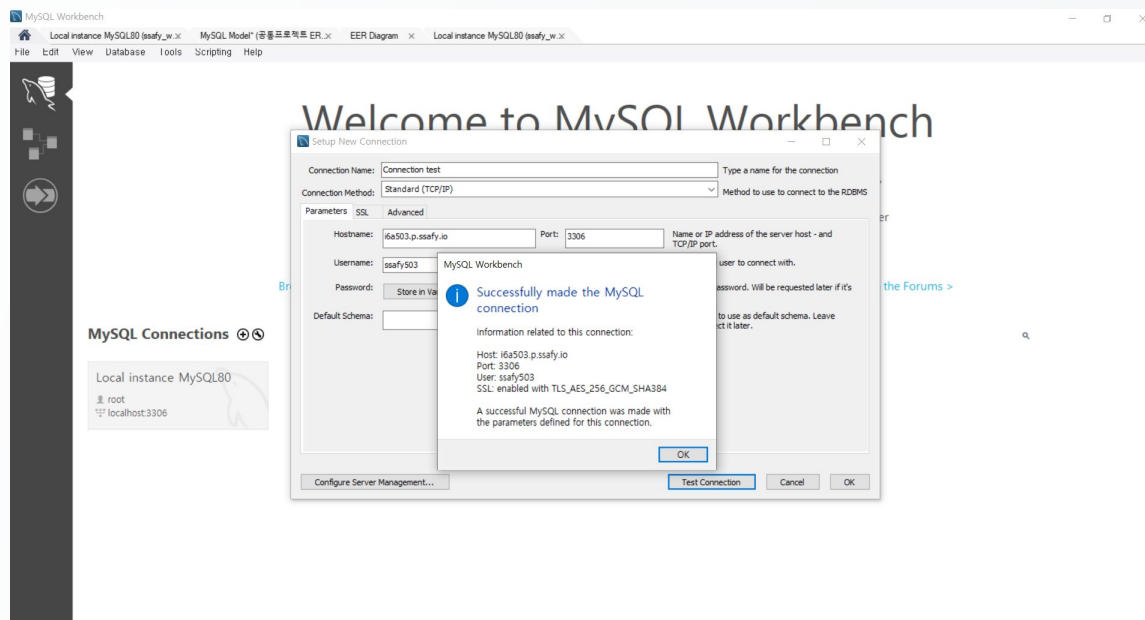 MySQL Workbench
Local instance MySQL80 (ssafy_w.. × MySQL Model* (공통프로젝트 ER.. × EER Diagram × Local instance MySQL80 (ssafy_w.. ×
File Edit View Database Tools Scripting Help
Welcome to MySQL Workbench
Setup New Connection
Connection Name: Connection test Type a name for the connection
Connection Method: Standard (TCP/IP) Method to use to connect to the RDBMS
Parameters SSL Advanced
Hostname: i6a503.p.ssafy.io Port: 3306 Name or IP address of the server host - and
TCP/IP port.
Username: ssafy503 user to connect with.
Password: Store in Va Will be requested later if it's
Default Schema: to use as default schema. Leave
it later.
MySQL Workbench
Successfully made the MySQL
connection
Information related to this connection:
Host: i6a503.p.ssafy.io
Port: 3306
User: ssafy503
SSL: enabled with TLS_AES_256_GCM_SHA384
A successful MySQL connection was made with
the parameters defined for this connection.
OK
Configure Server Management... Test Connection Cancel OK
the Forums >
MySQL Connections
Local instance MySQL80
root
localhost:3306